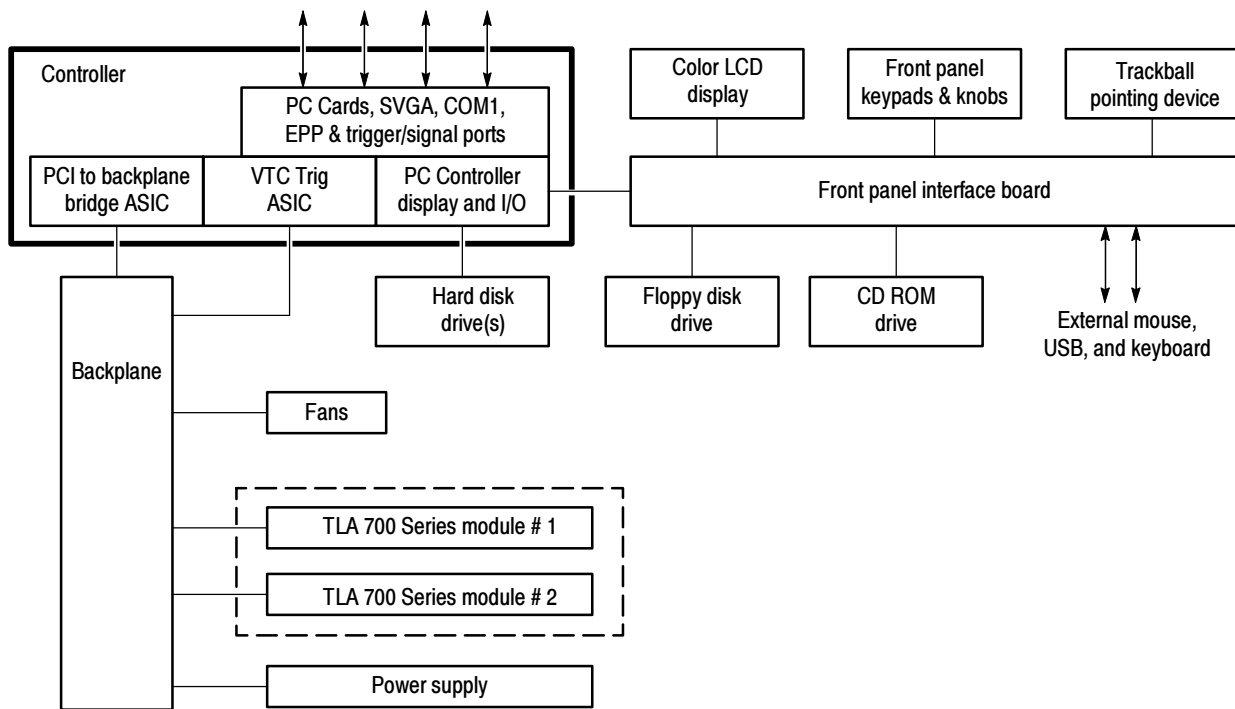 Controller
PC Cards, SVGA, COM1,
EPP & trigger/signal ports
PCI to backplane
bridge ASIC
VTC Trig
ASIC
PC Controller
display and I/O
Color LCD
display
Front panel
keypads & knobs
Trackball
pointing device
Front panel interface board
Hard disk
drive(s)
Floppy disk
drive
CD ROM
drive
External mouse,
USB, and keyboard
Backplane
Fans
TLA 700 Series module # 1
TLA 700 Series module # 2
Power supply